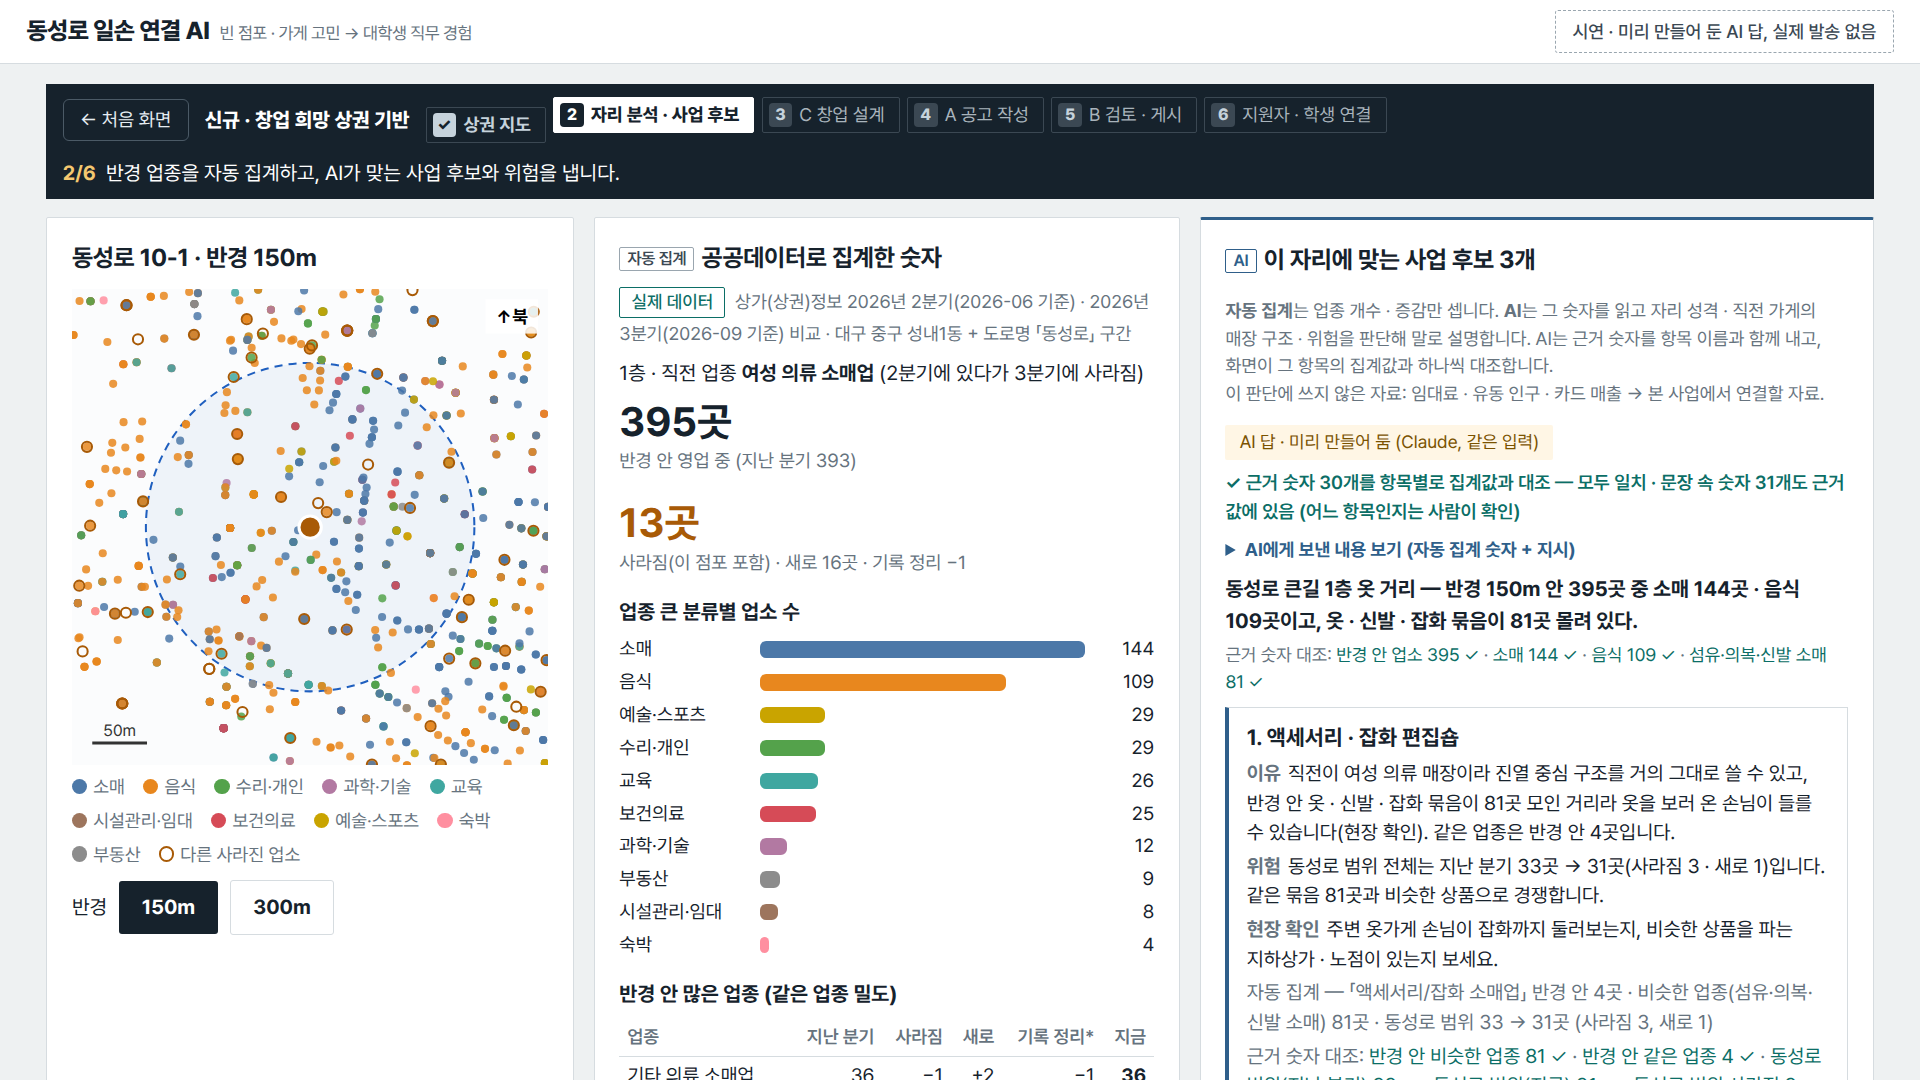 동성로 일손 연결 AI 빈 점포 · 가게 고민 → 대학생 직무 경험
시연 · 미리 만들어 둔 AI 답, 실제 발송 없음
← 처음 화면 신규 · 창업 희망 상권 기반 ✓ 상권 지도 2 자리 분석 · 사업 후보 3 C 창업 설계 4 A 공고 작성 5 B 검토 · 게시 6 지원자 · 학생 연결
2/6 반경 업종을 자동 집계하고, AI가 맞는 사업 후보와 위험을 냅니다.
동성로 10-1 · 반경 150m
↑북
50m
소매 음식 수리·개인 과학·기술 교육
시설관리·임대 보건의료 예술·스포츠 숙박
부동산 다른 사라진 업소
반경 150m 300m
자동 집계 공공데이터로 집계한 숫자
실제 데이터 상가(상권)정보 2026년 2분기(2026-06 기준) · 2026년
3분기(2026-09 기준) 비교 · 대구 중구 성내1동 + 도로명 「동성로」 구간
1층 · 직전 업종 여성 의류 소매업 (2분기에 있다가 3분기에 사라짐)
395곳
반경 안 영업 중 (지난 분기 393)
13곳
사라짐(이 점포 포함) · 새로 16곳 · 기록 정리 −1
업종 큰 분류별 업소 수
소매 144
음식 109
예술·스포츠 29
수리·개인 29
교육 26
보건의료 25
과학·기술 12
부동산 9
시설관리·임대 8
숙박 4
반경 안 많은 업종 (같은 업종 밀도)
업종 지난 분기 사라짐 새로 기록 정리* 지금
기타 의류 소매업 36 −1 +2 −1 36
AI 이 자리에 맞는 사업 후보 3개
자동 집계는 업종 개수 · 증감만 셉니다. AI는 그 숫자를 읽고 자리 성격 · 직전 가게의
매장 구조 · 위험을 판단해 말로 설명합니다. AI는 근거 숫자를 항목 이름과 함께 내고,
화면이 그 항목의 집계값과 하나씩 대조합니다.
이 판단에 쓰지 않은 자료: 임대료 · 유동 인구 · 카드 매출 → 본 사업에서 연결할 자료.
AI 답 · 미리 만들어 둠 (Claude, 같은 입력)
✓ 근거 숫자 30개를 항목별로 집계값과 대조 — 모두 일치 · 문장 속 숫자 31개도 근거
값에 있음 (어느 항목인지는 사람이 확인)
▶ AI에게 보낸 내용 보기 (자동 집계 숫자 + 지시)
동성로 큰길 1층 옷 거리 — 반경 150m 안 395곳 중 소매 144곳 · 음식
109곳이고, 옷 · 신발 · 잡화 묶음이 81곳 몰려 있다.
근거 숫자 대조: 반경 안 업소 395 ✓ · 소매 144 ✓ · 음식 109 ✓ · 섬유·의복·신발 소매
81 ✓
1. 액세서리 · 잡화 편집숍
이유 직전이 여성 의류 매장이라 진열 중심 구조를 거의 그대로 쓸 수 있고,
반경 안 옷 · 신발 · 잡화 묶음이 81곳 모인 거리라 옷을 보러 온 손님이 들를
수 있습니다(현장 확인). 같은 업종은 반경 안 4곳입니다.
위험 동성로 범위 전체는 지난 분기 33곳 → 31곳(사라짐 3 · 새로 1)입니다.
같은 묶음 81곳과 비슷한 상품으로 경쟁합니다.
현장 확인 주변 옷가게 손님이 잡화까지 둘러보는지, 비슷한 상품을 파는
지하상가 · 노점이 있는지 보세요.
자동 집계 — 「액세서리/잡화 소매업」 반경 안 4곳 · 비슷한 업종(섬유·의복·
신발 소매) 81곳 · 동성로 범위 33 → 31곳 (사라짐 3, 새로 1)
근거 숫자 대조: 반경 안 비슷한 업종 81 ✓ · 반경 안 같은 업종 4 ✓ · 동성로